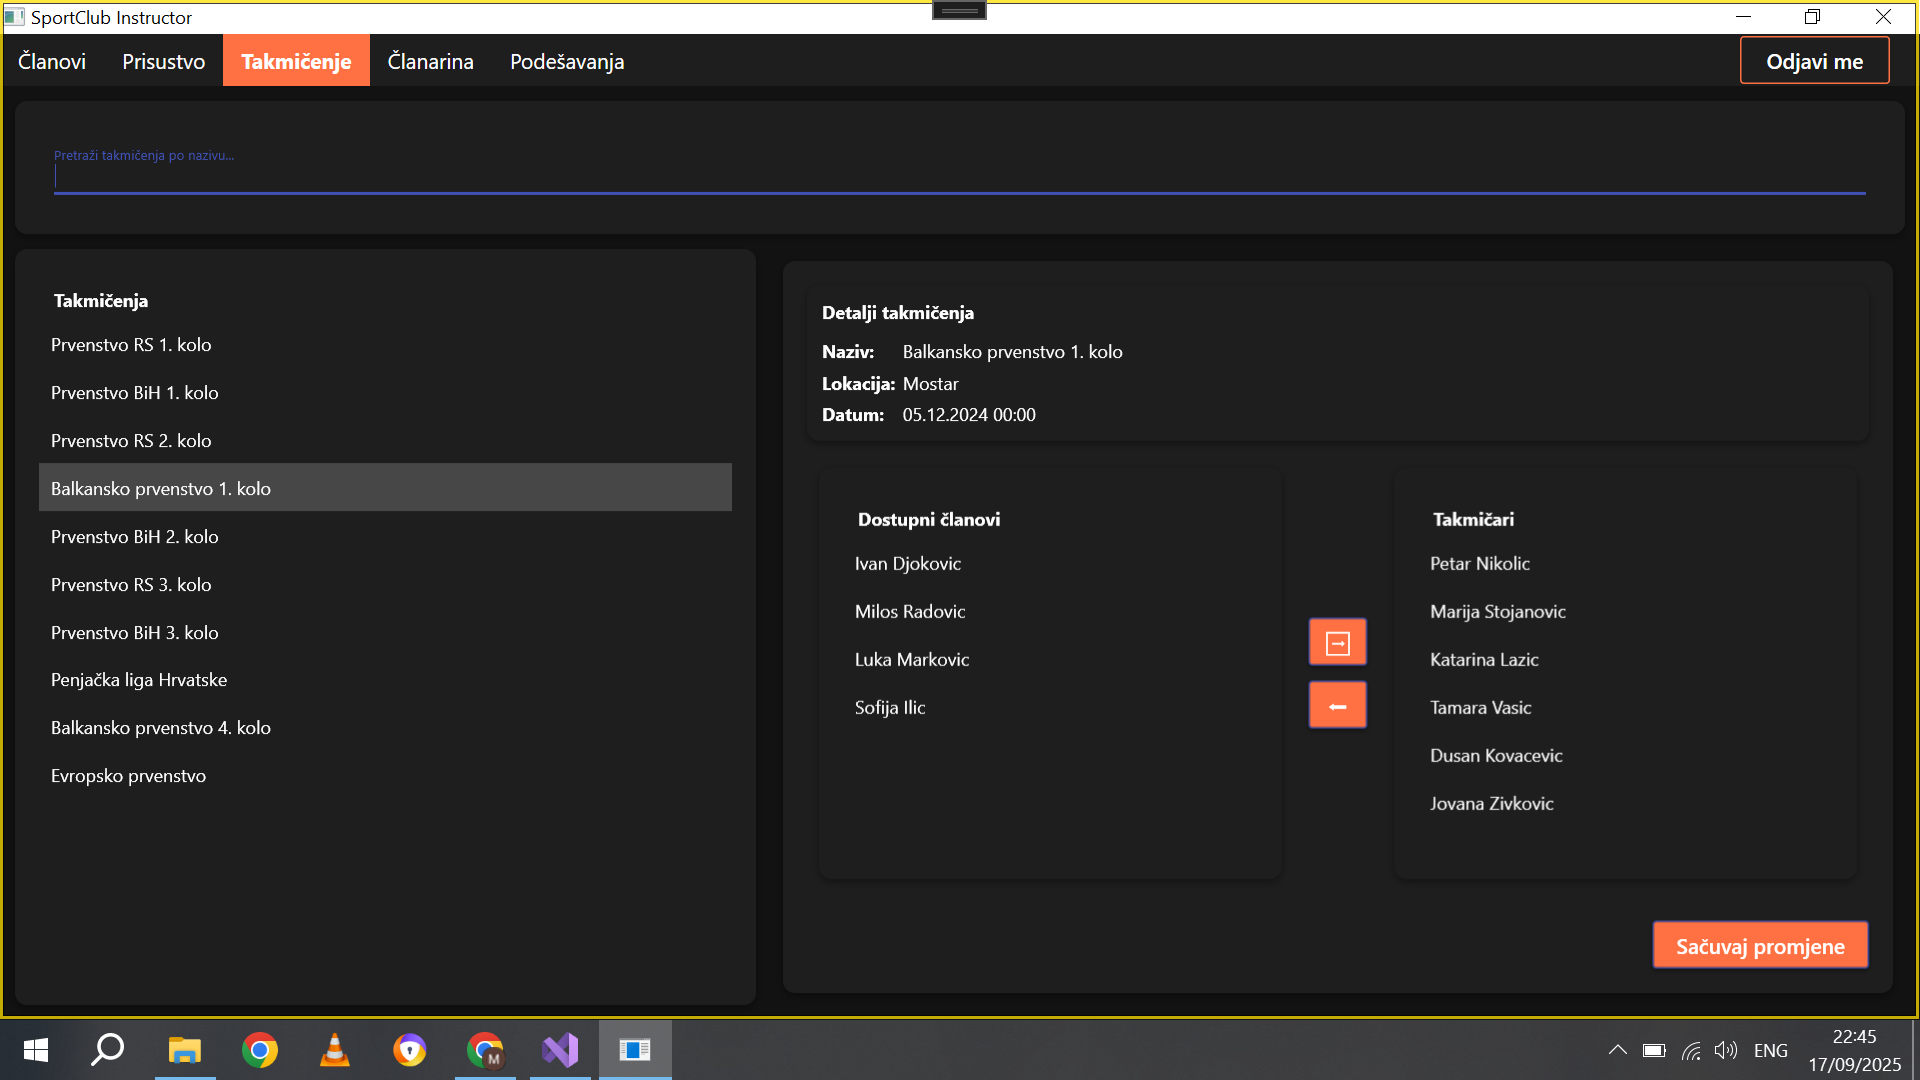 SportClub Instructor
Članovi
Prisustvo
Takmičenje
Članarina
Podešavanja
Odjavi me
Pretraži takmičenja po nazivu...
Takmičenja
Prvenstvo RS 1. kolo
Prvenstvo BiH 1. kolo
Prvenstvo RS 2. kolo
Balkansko prvenstvo 1. kolo
Prvenstvo BiH 2. kolo
Prvenstvo RS 3. kolo
Prvenstvo BiH 3. kolo
Penjačka liga Hrvatske
Balkansko prvenstvo 4. kolo
Evropsko prvenstvo
Detalji takmičenja
Naziv: Balkansko prvenstvo 1. kolo
Lokacija: Mostar
Datum: 05.12.2024 00:00
Dostupni članovi
Ivan Djokovic
Milos Radovic
Luka Markovic
Sofija Ilic
Takmičari
Petar Nikolic
Marija Stojanovic
Katarina Lazic
Tamara Vasic
Dusan Kovacevic
Jovana Zivkovic
Sačuvaj promjene
M
ENG
22:45
17/09/2025